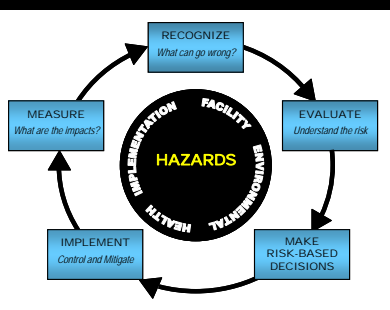 RECOGNIZE
What can go wrong?
MEASURE
What are the impacts?
EVALUATE
Understand the risk
IMPLEMENTATION
FACILITY
ENVIRONMENTAL
HEALTH
HAZARDS
IMPLEMENT
Control and Mitigate
MAKE
RISK-BASED
DECISIONS